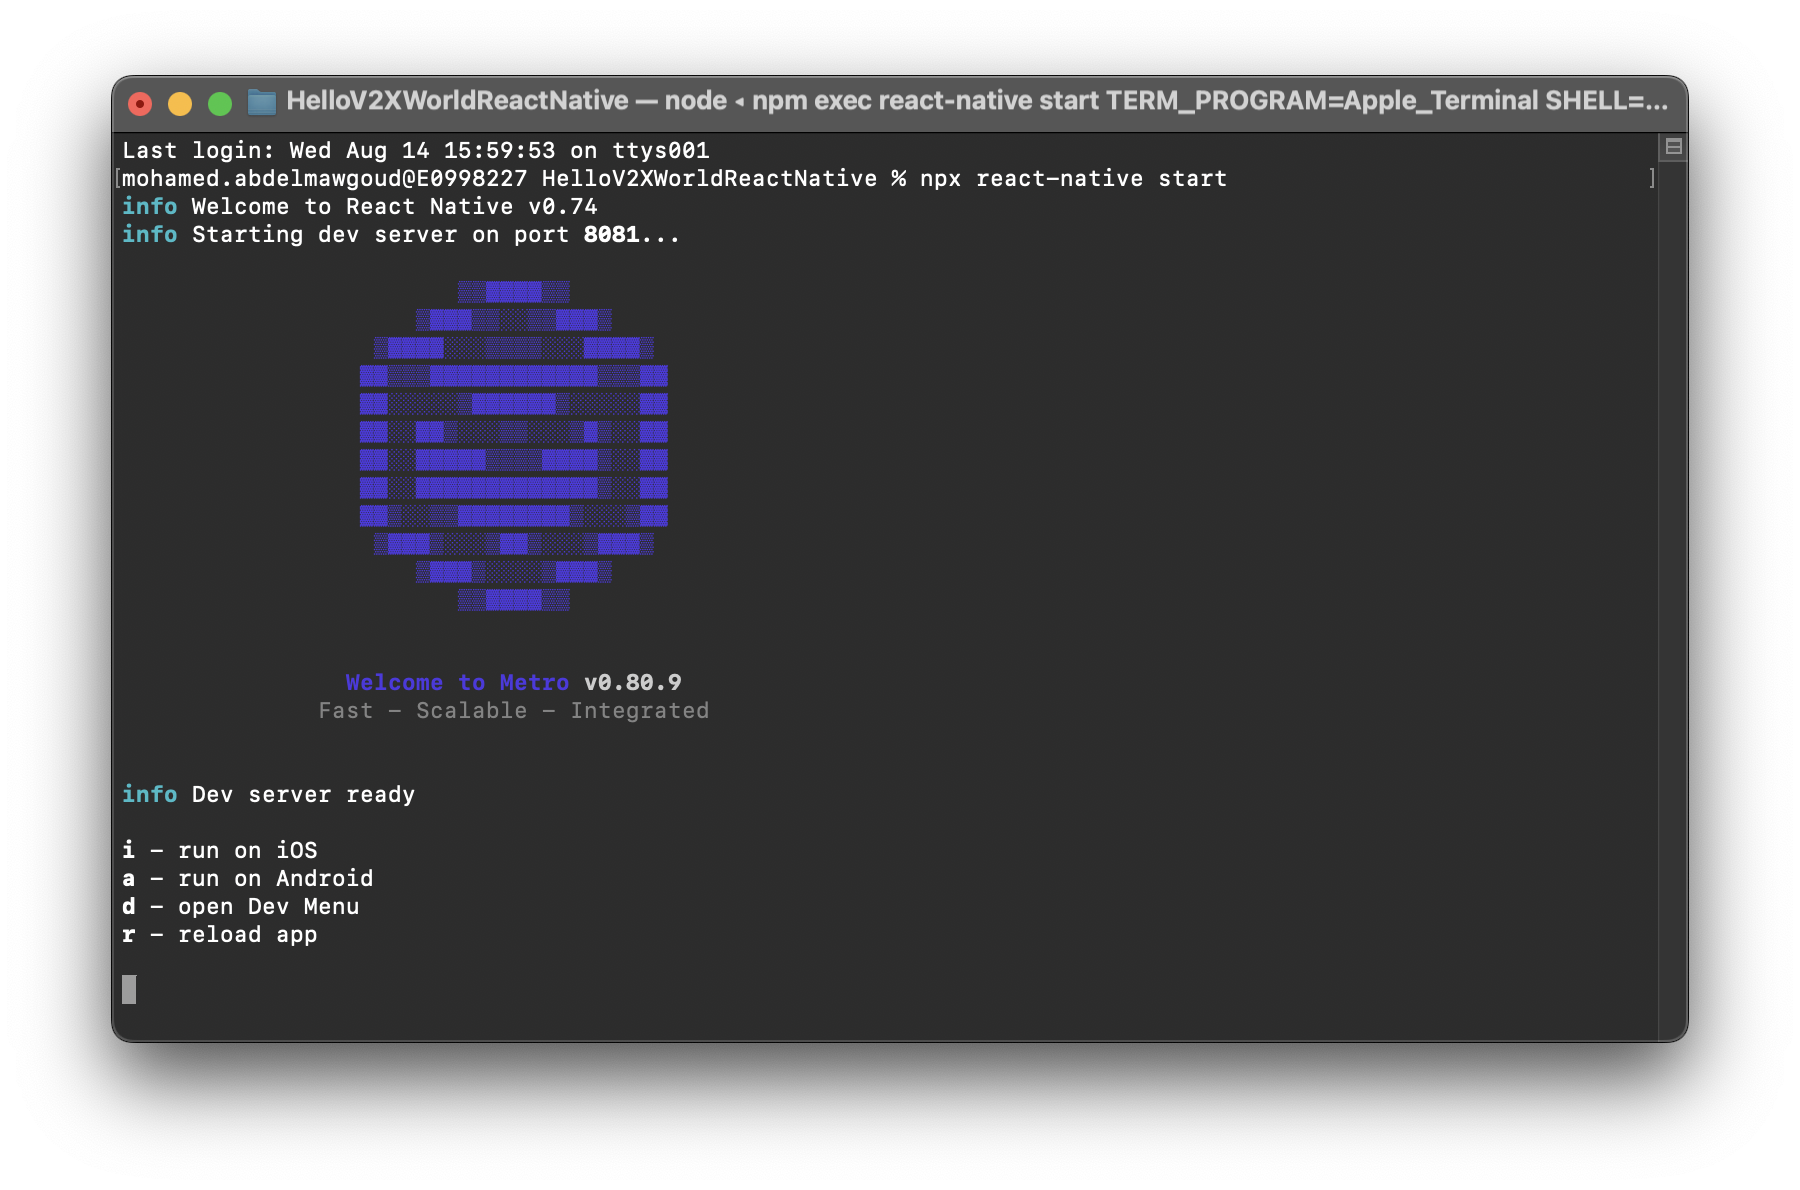 HelloV2XWorldReactNative — node ◂ npm exec react-native start TERM_PROGRAM=Apple_Terminal SHELL=...
Last login: Wed Aug 14 15:59:53 on ttys001
[mohamed.abdelmawgoud@E0998227 HelloV2XWorldReactNative % npx react-native start ]
info Welcome to React Native v0.74
info Starting dev server on port 8081...
Welcome to Metro v0.80.9
Fast - Scalable - Integrated
info Dev server ready
i - run on iOS
a - run on Android
d - open Dev Menu
r - reload app